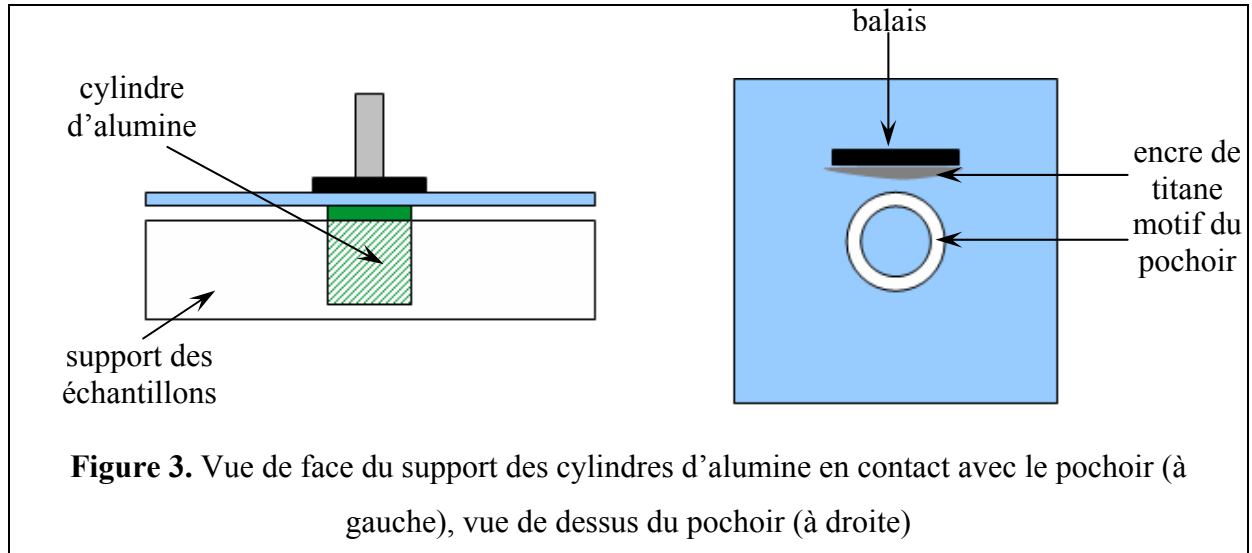 cylindre
d’alumine
support des
échantillons
balais
encre de
titane
motif du
pochoir
Figure 3. Vue de face du support des cylindres d’alumine en contact avec le pochoir (à
gauche), vue de dessus du pochoir (à droite)